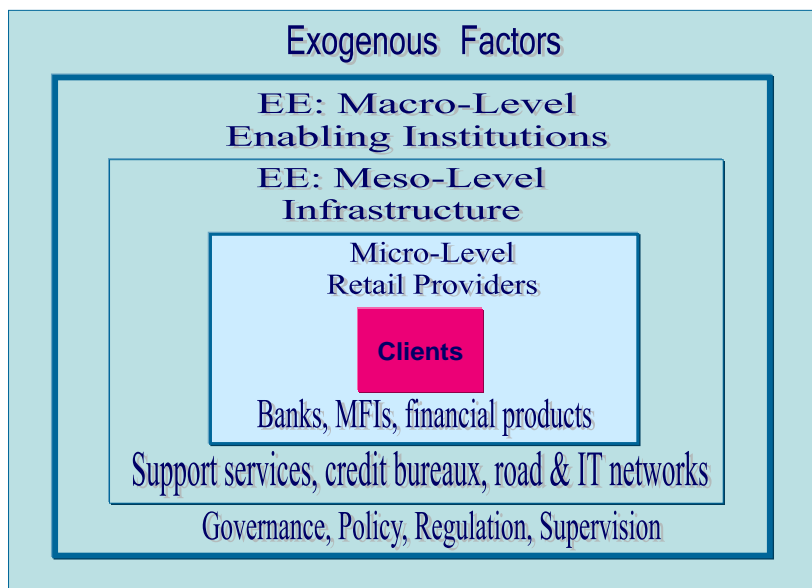 Exogenous Factors
EE: Macro-Level
Enabling Institutions
EE: Meso-Level
Infrastructure
Micro-Level
Retail Providers
Clients
Banks, MFIs, financial products
Support services, credit bureaux, road & IT networks
Governance, Policy, Regulation, Supervision